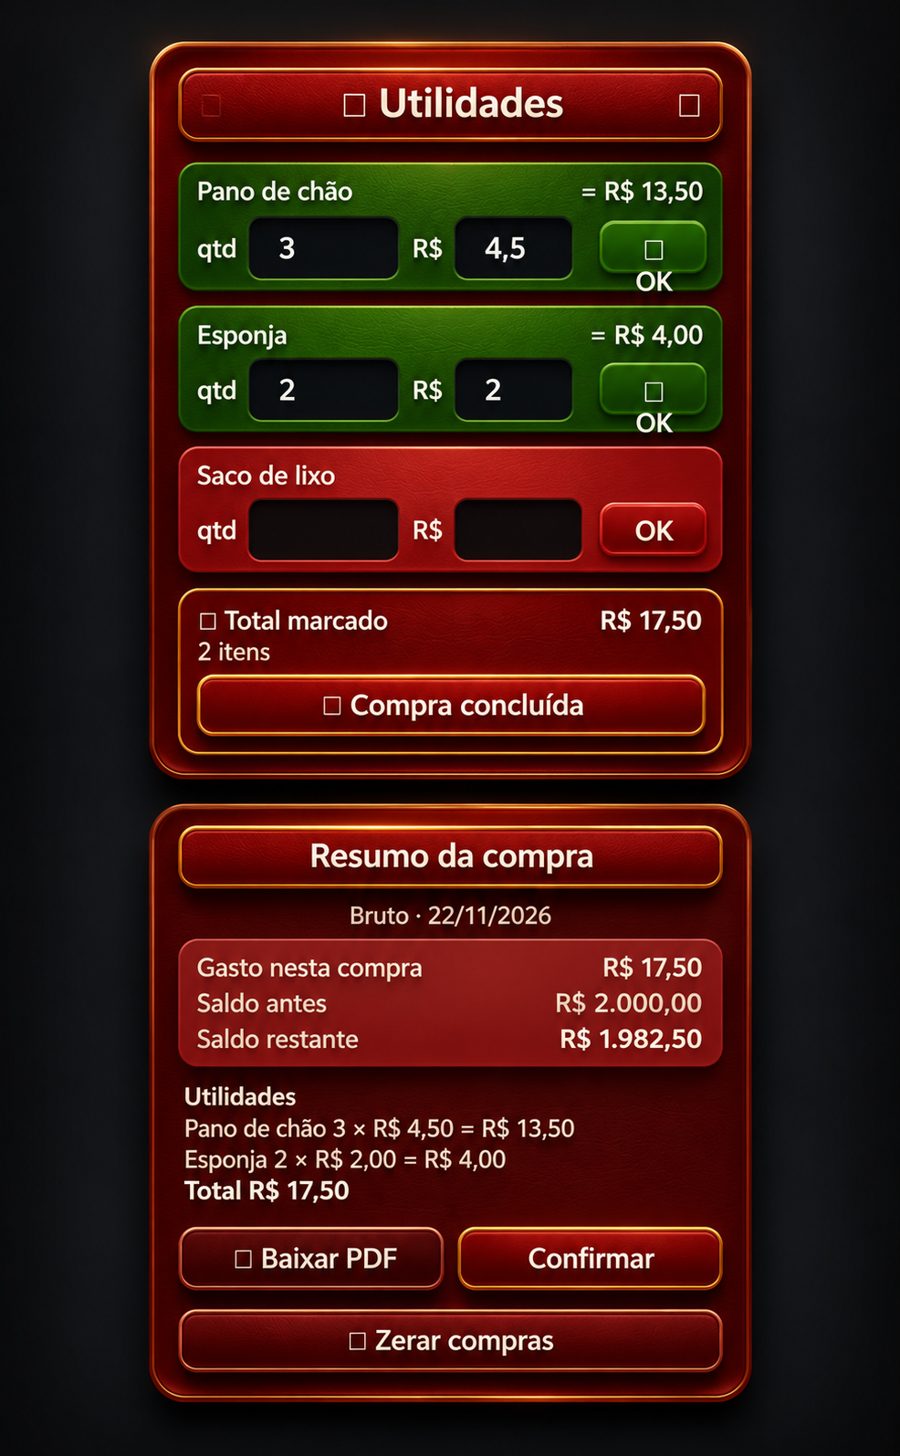 □ □ Utilidades □
Pano de chão = R$ 13,50
qtd 3 R$ 4,5 □ OK
Esponja = R$ 4,00
qtd 2 R$ 2 □ OK
Saco de lixo
qtd R$ OK
□ Total marcado R$ 17,50
2 itens
□ Compra concluída
Resumo da compra
Bruto · 22/11/2026
Gasto nesta compra R$ 17,50
Saldo antes R$ 2.000,00
Saldo restante R$ 1.982,50
Utilidades
Pano de chão 3 × R$ 4,50 = R$ 13,50
Esponja 2 × R$ 2,00 = R$ 4,00
Total R$ 17,50
□ Baixar PDF Confirmar
□ Zerar compras